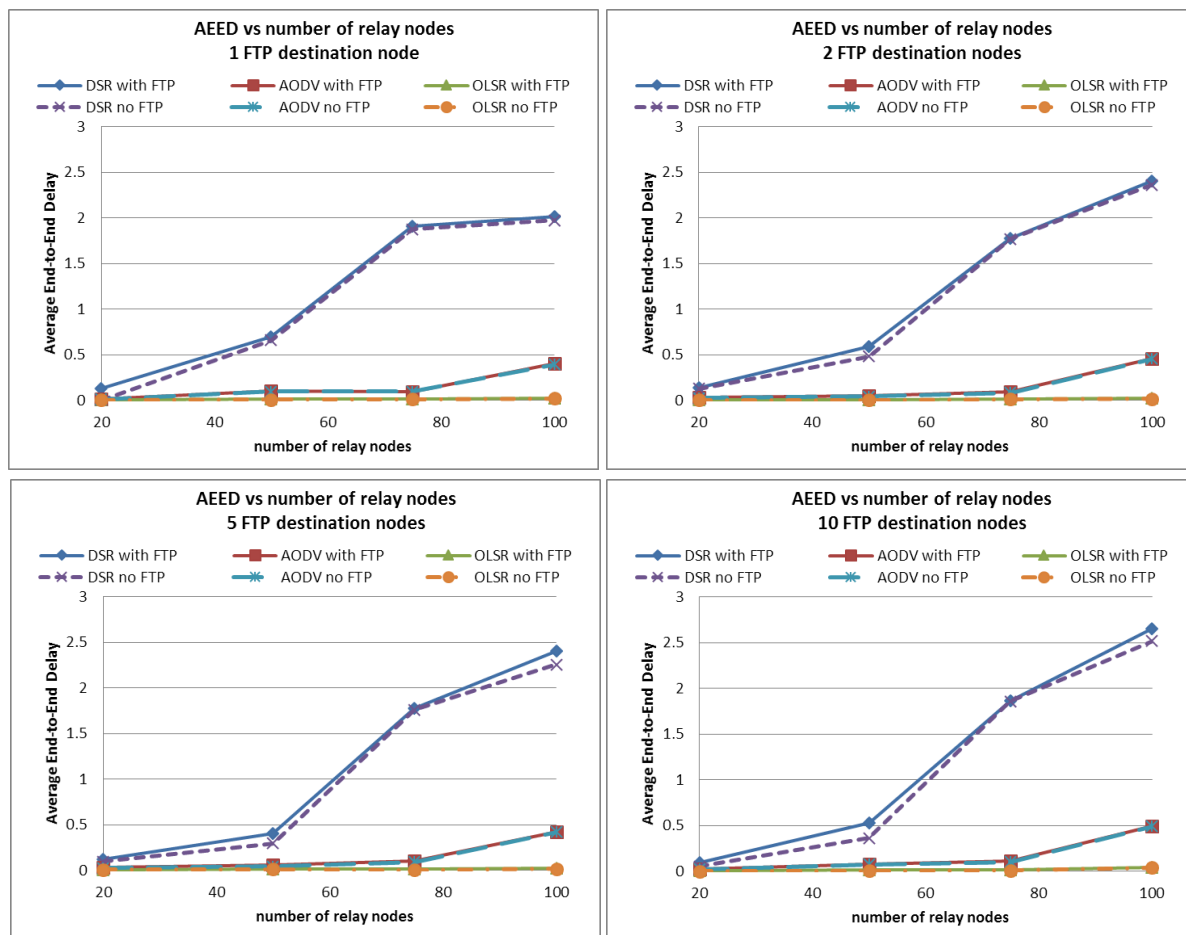 AEED vs number of relay nodes
1 FTP destination node
DSR with FTP AODV with FTP OLSR with FTP
DSR no FTP AODV no FTP OLSR no FTP
Average End-to-End Delay
3
2.5
2
1.5
1
0.5
0
20 40 60 80 100
number of relay nodes
AEED vs number of relay nodes
2 FTP destination nodes
DSR with FTP AODV with FTP OLSR with FTP
DSR no FTP AODV no FTP OLSR no FTP
Average End-to-End Delay
3
2.5
2
1.5
1
0.5
0
20 40 60 80 100
number of relay nodes
AEED vs number of relay nodes
5 FTP destination nodes
DSR with FTP AODV with FTP OLSR with FTP
DSR no FTP AODV no FTP OLSR no FTP
Average End-to-End Delay
3
2.5
2
1.5
1
0.5
0
20 40 60 80 100
number of relay nodes
AEED vs number of relay nodes
10 FTP destination nodes
DSR with FTP AODV with FTP OLSR with FTP
DSR no FTP AODV no FTP OLSR no FTP
Average End-to-End Delay
3
2.5
2
1.5
1
0.5
0
20 40 60 80 100
number of relay nodes